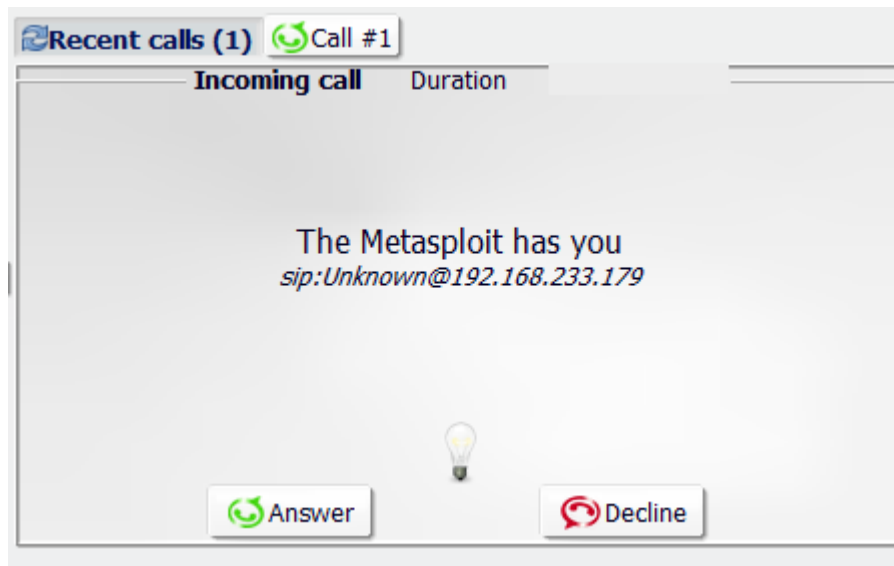 Recent calls (1) Call #1
Incoming call Duration
The Metasploit has you
sip:Unknown@192.168.233.179
Answer Decline